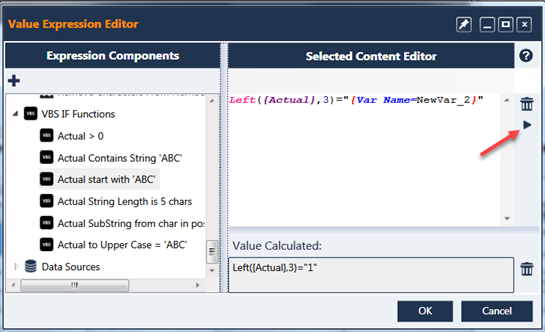 Value Expression Editor
Expression Components
Selected Content Editor
Left({Actual},3)="{Var Name=NewVar_2}"
VBS IF Functions
Actual > 0
Actual Contains String 'ABC'
Actual start with 'ABC'
Actual String Length is 5 chars
Actual SubString from char in pos
Actual to Upper Case = 'ABC'
Data Sources
Value Calculated:
Left({Actual},3)="1"
OK
Cancel